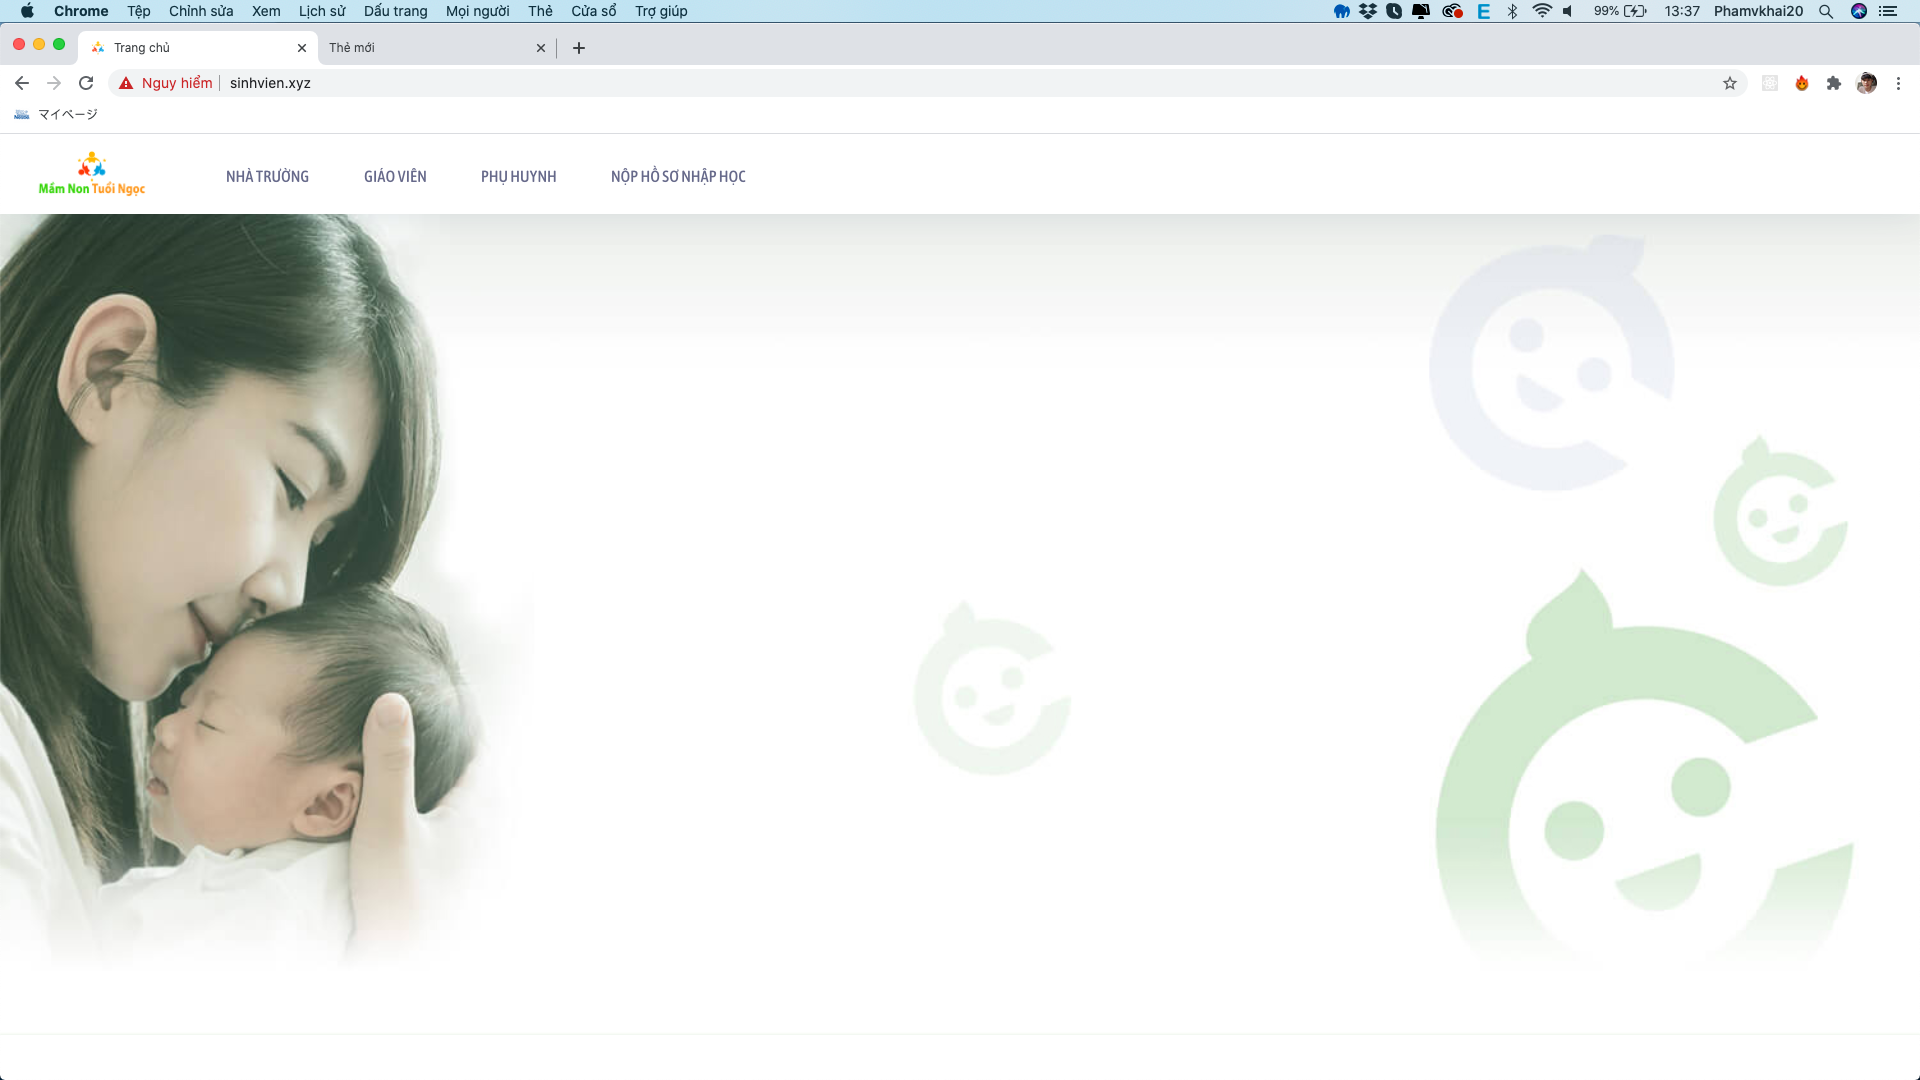 Chrome Tệp Chỉnh sửa Xem Lịch sử Dấu trang Mọi người Thẻ Cửa sổ Trợ giúp 99% 13:37 Phamvkhai20
Trang chủ Thẻ mới
Nguy hiểm sinhvien.xyz
マイページ
Mầm Non Tuổi Ngọc
NHÀ TRƯỜNG GIÁO VIÊN PHỤ HUYNH NỘP HỒ SƠ NHẬP HỌC